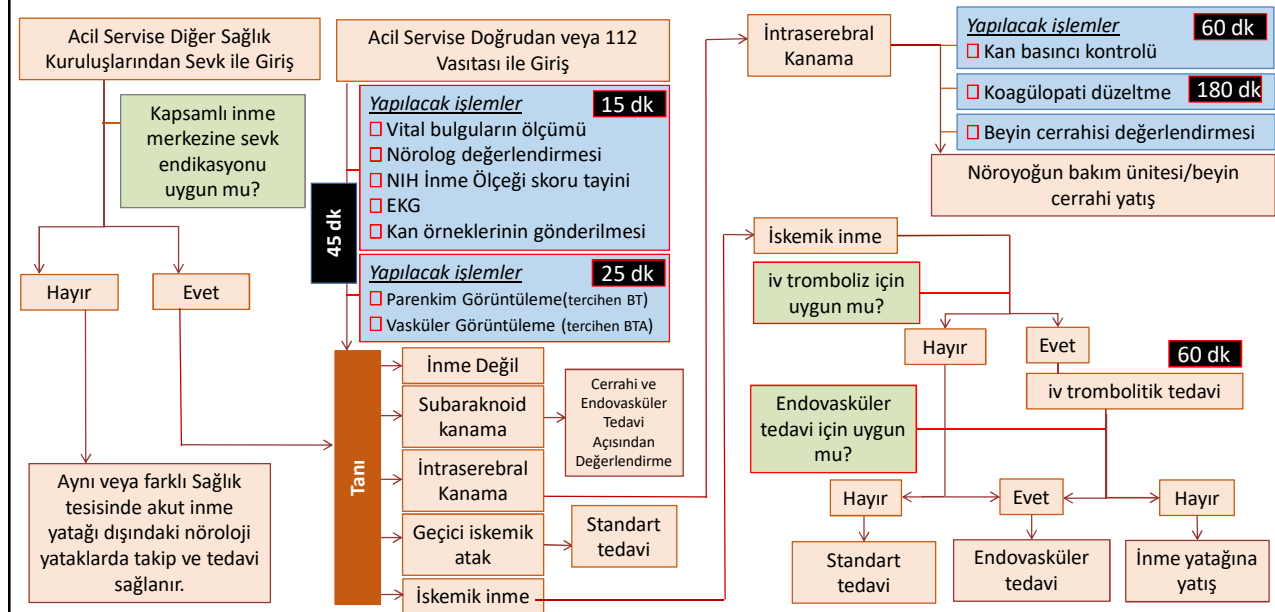 Acil Servise Diğer Sağlık
Kuruluşlarından Sevk ile Giriş
Kapsamlı inme
merkezine sevk
endikasyonu
uygun mu?
Hayır
Evet
Aynı veya farklı Sağlık
tesisinde akut inme
yatağı dışındaki nöroloji
yataklarda takip ve tedavi
sağlanır.
Acil Servise Doğrudan veya 112
Vasıtası ile Giriş
45 dk
Yapılacak işlemler
15 dk
Vital bulguların ölçümü
Nörolog değerlendirmesi
NIH İnme Ölçeği skoru tayini
EKG
Kan örneklerinin gönderilmesi
Yapılacak işlemler
25 dk
Parenkim Görüntüleme(tercihen BT)
Vasküler Görüntüleme (tercihen BTA)
Tanı
İnme Değil
Subaraknoid
kanama
Cerrahi ve
Endovasküler
Tedavi
Açısından
Değerlendirme
İntraserebral
Kanama
Geçici iskemik
atak
Standart
tedavi
İskemik inme
İntraserebral
Kanama
Yapılacak işlemler
60 dk
Kan basıncı kontrolü
Koagülopati düzeltme
180 dk
Beyin cerrahisi değerlendirmesi
Nöroyoğun bakım ünitesi/beyin
cerrahi yatış
İskemik inme
iv tromboliz için
uygun mu?
Hayır
Evet
60 dk
iv trombolitik tedavi
Endovasküler
tedavi için uygun
mu?
Hayır
Evet
Hayır
Standart
tedavi
Endovasküler
tedavi
İnme yatağına
yatış